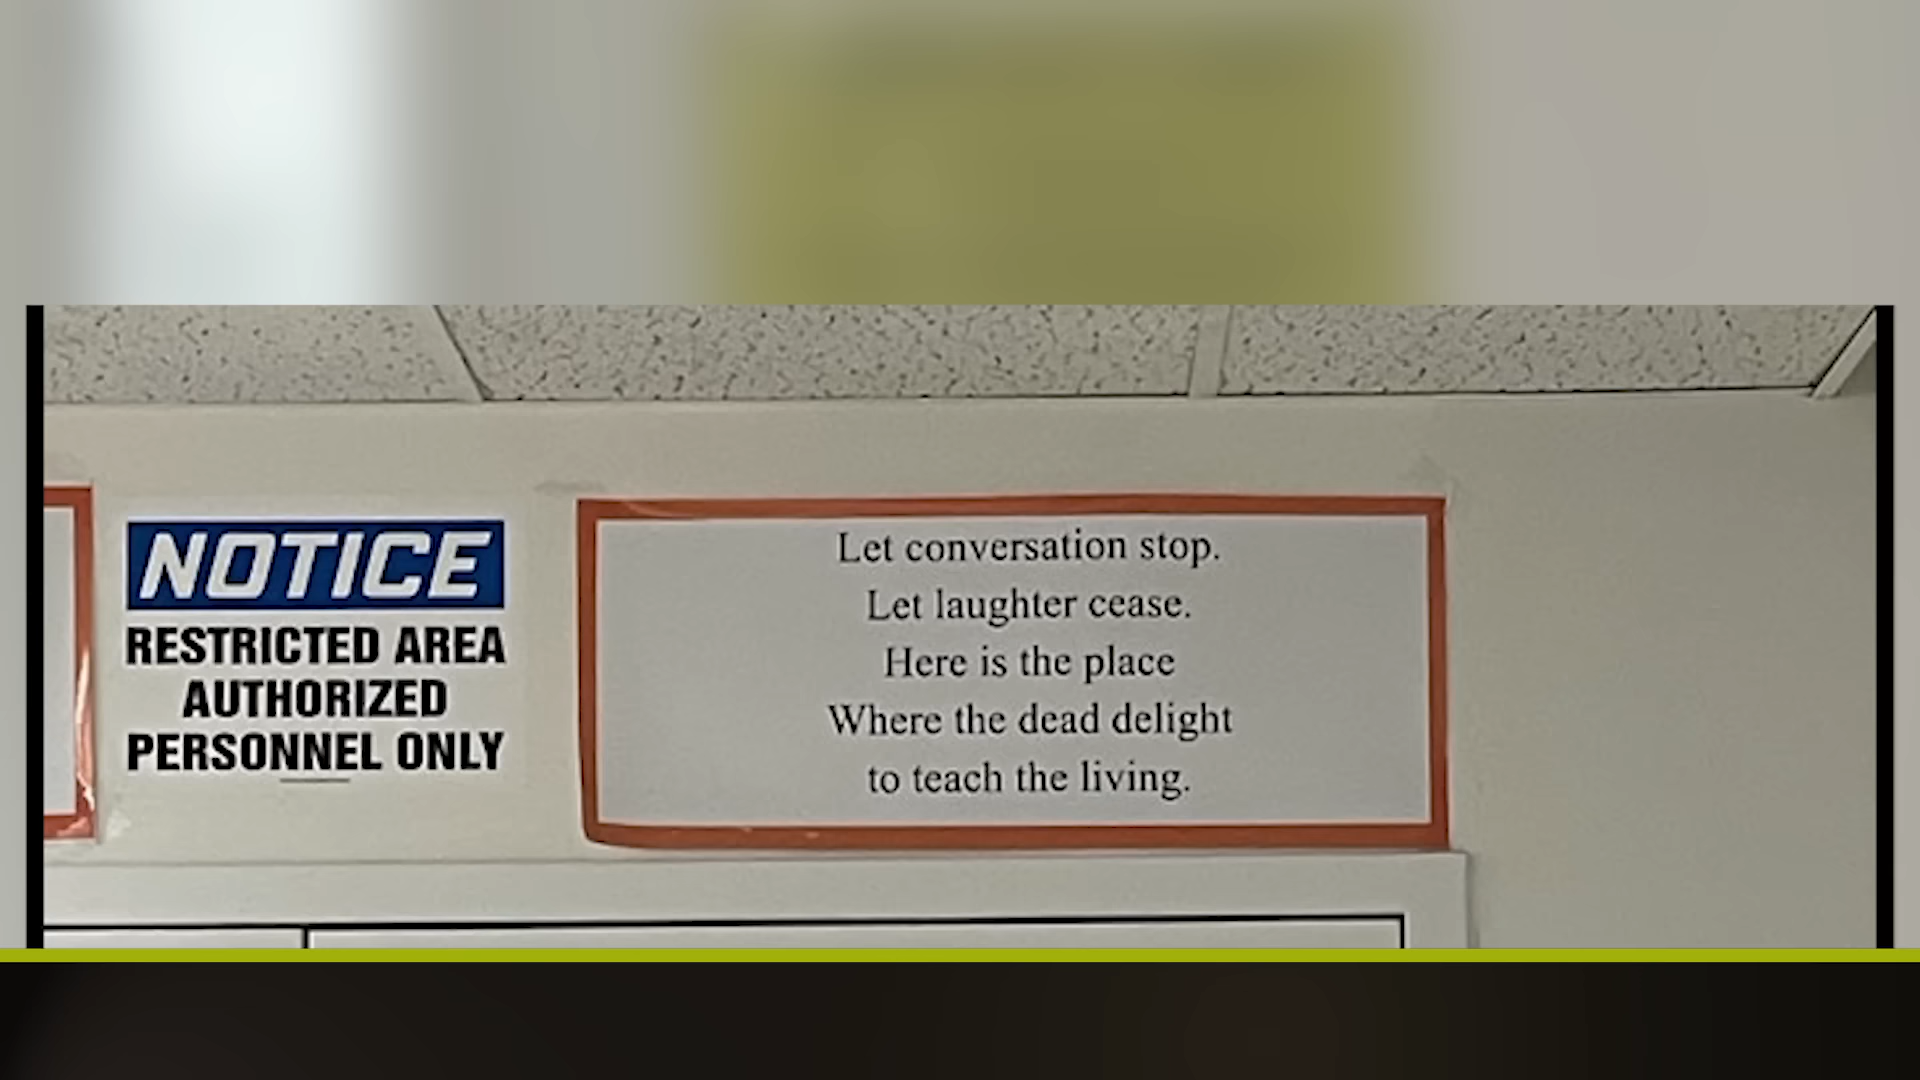 NOTICE
RESTRICTED AREA
AUTHORIZED
PERSONNEL ONLY
Let conversation stop.
Let laughter cease.
Here is the place
Where the dead delight
to teach the living.